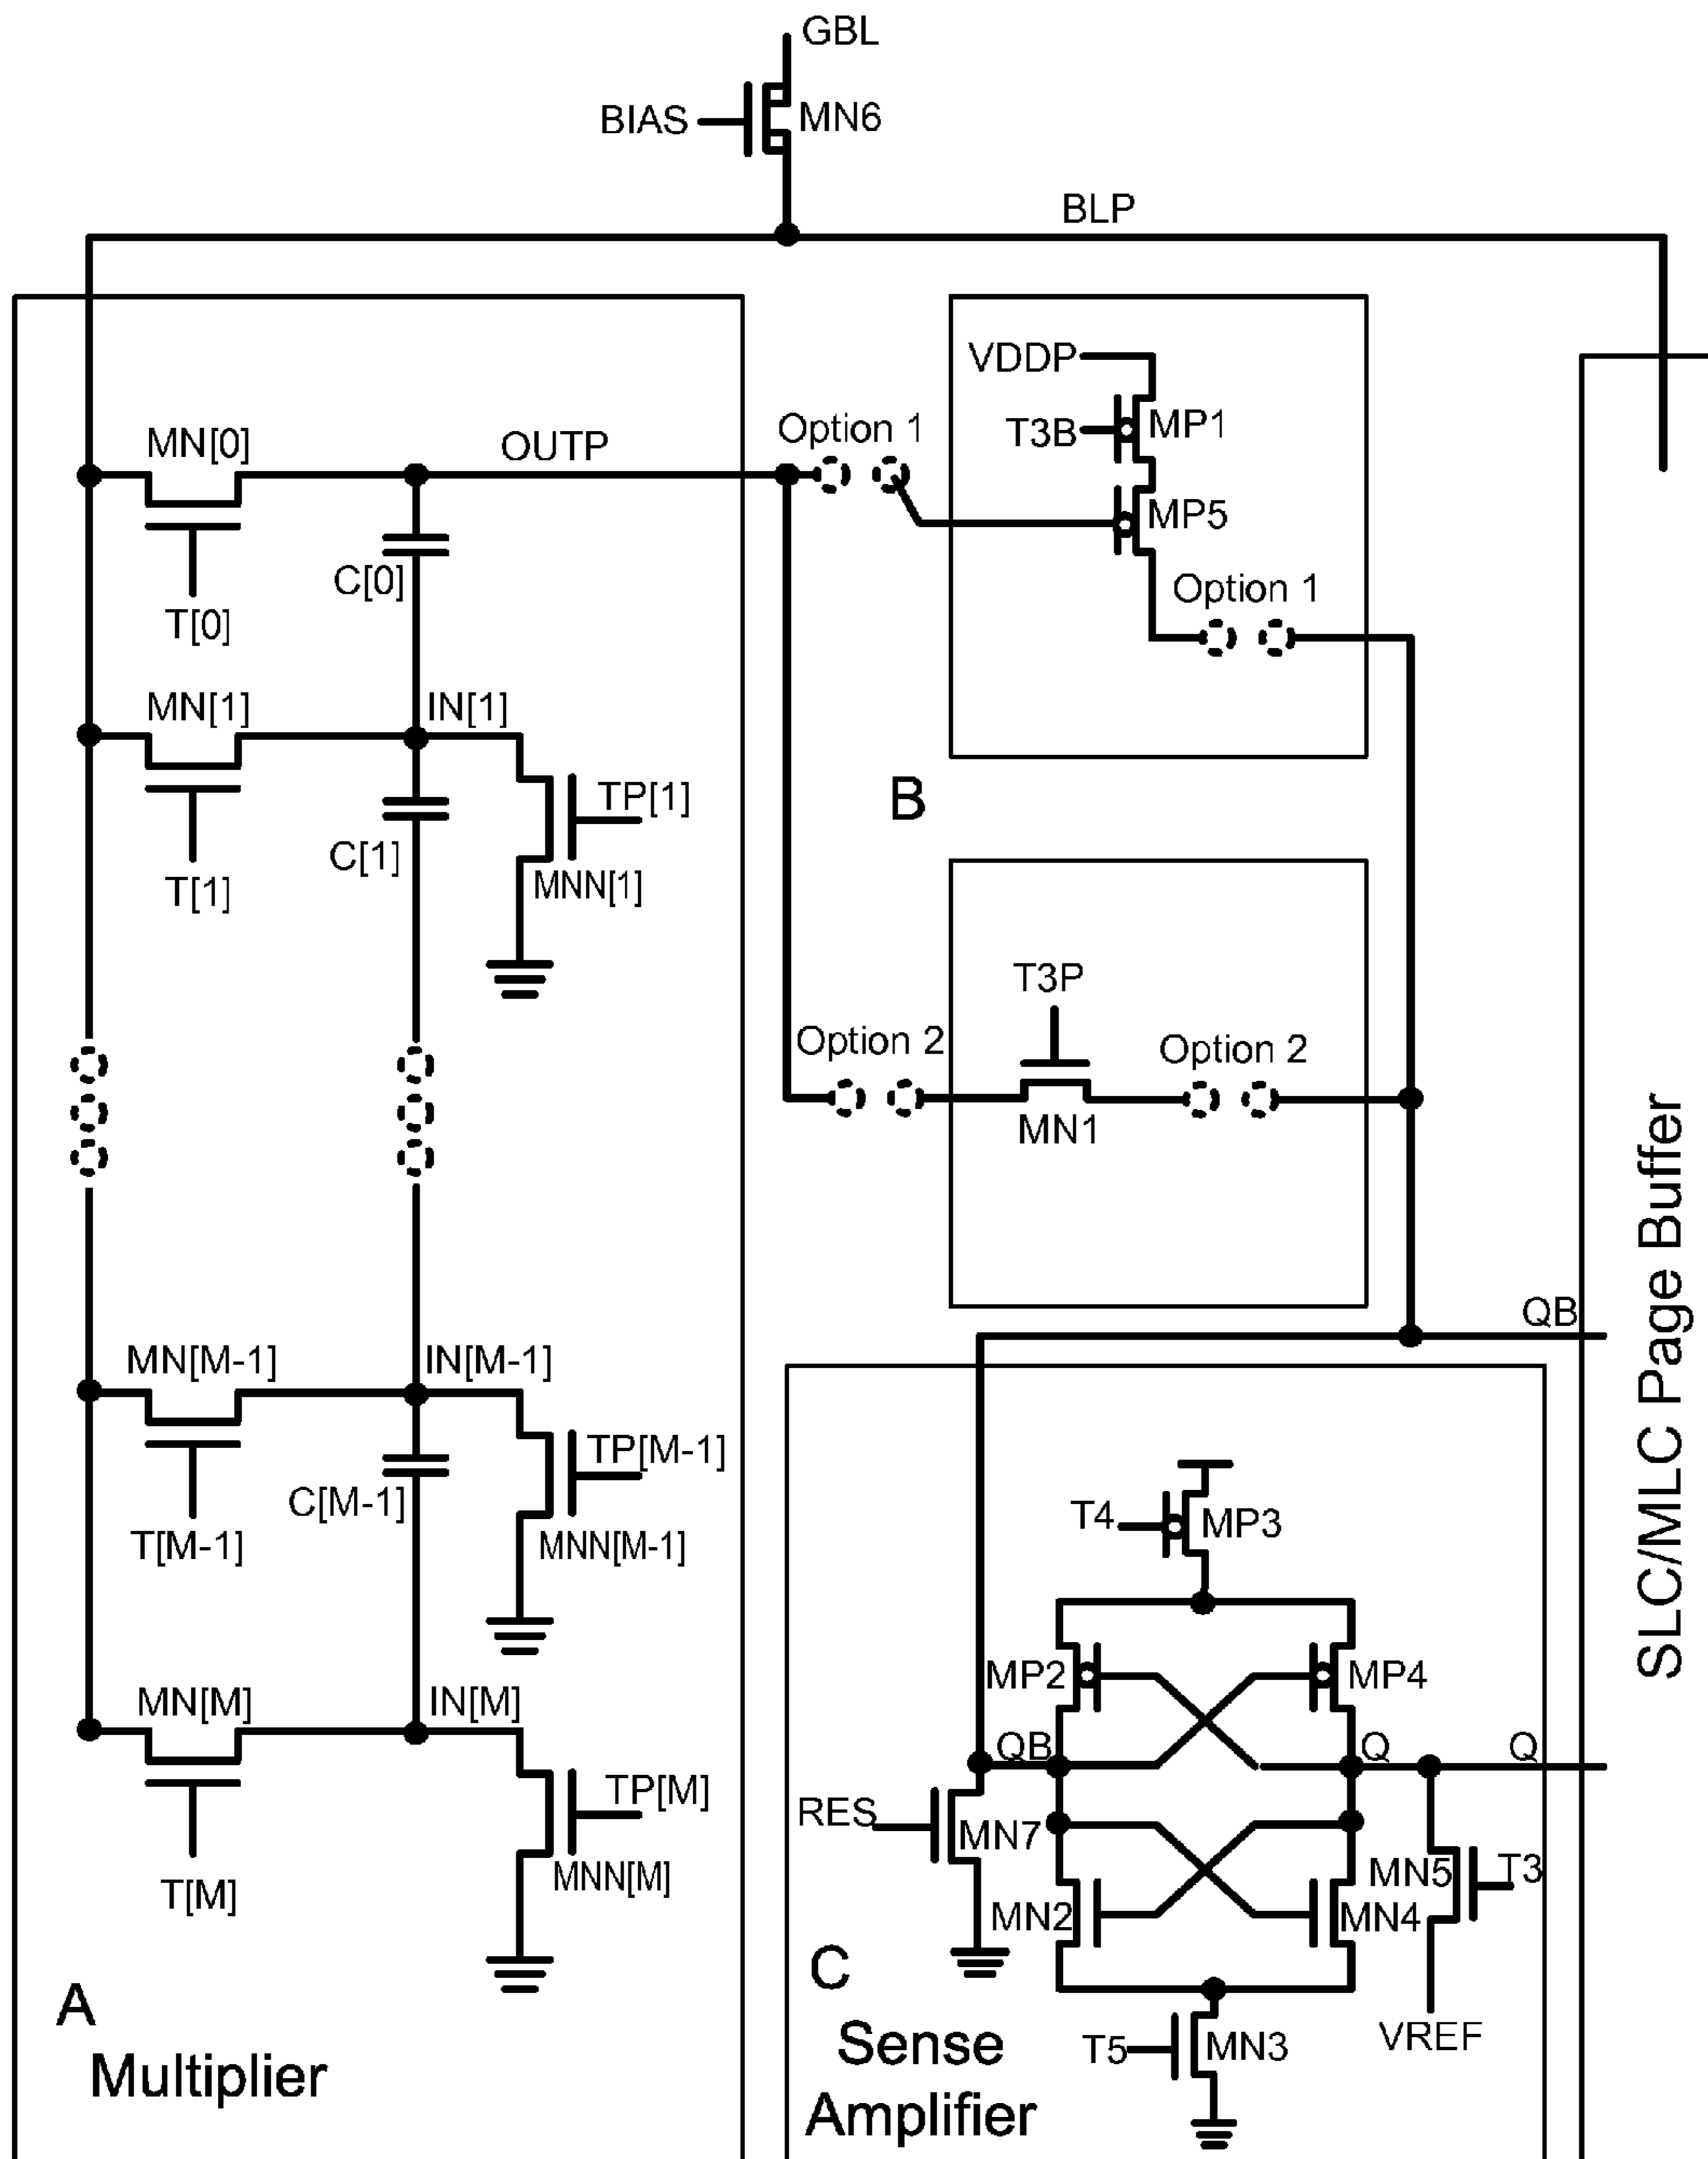 GBL
BIAS
MN6
BLP
VDDP
T3B
MP1
MN[0]
OUTP
Option 1
MP5
C[0]
T[0]
Option 1
MN[1]
IN[1]
TP[1]
B
C[1]
T[1]
MNN[1]
T3P
Option 2
Option 2
MN1
SLC/MLC Page Buffer
QB
MN[M-1]
IN[M-1]
TP[M-1]
C[M-1]
T[M-1]
MNN[M-1]
T4
MP3
MP2
MP4
MN[M]
IN[M]
QB
Q
Q
TP[M]
RES
MN7
MNN[M]
MN5
T3
T[M]
MN2
MN4
C
A
Sense
Amplifier
T5
MN3
VREF
Multiplier